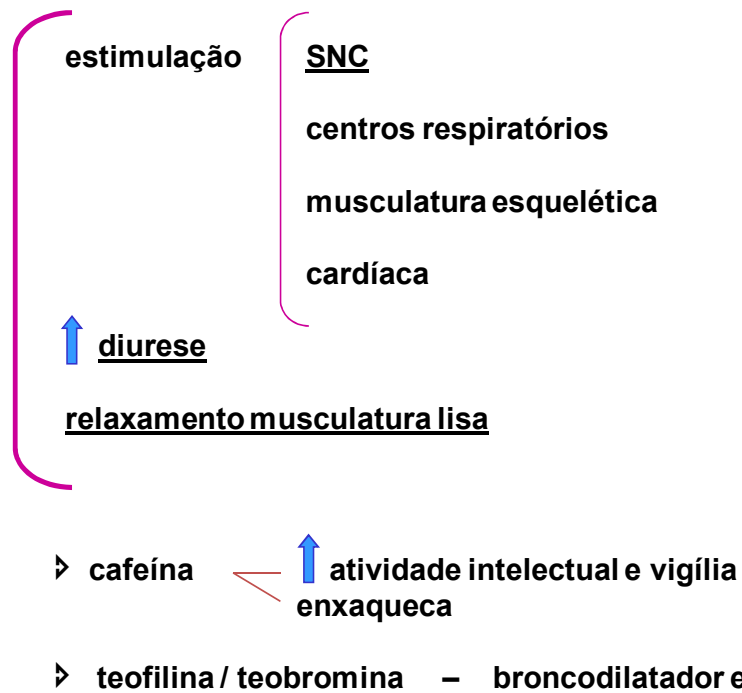 estimulação SNC
centros respiratórios
musculatura esquelética
cardíaca
diurese
relaxamento musculatura lisa
cafeína atividade intelectual e vigília
enxaqueca
teofilina / teobromina – broncodilatador e